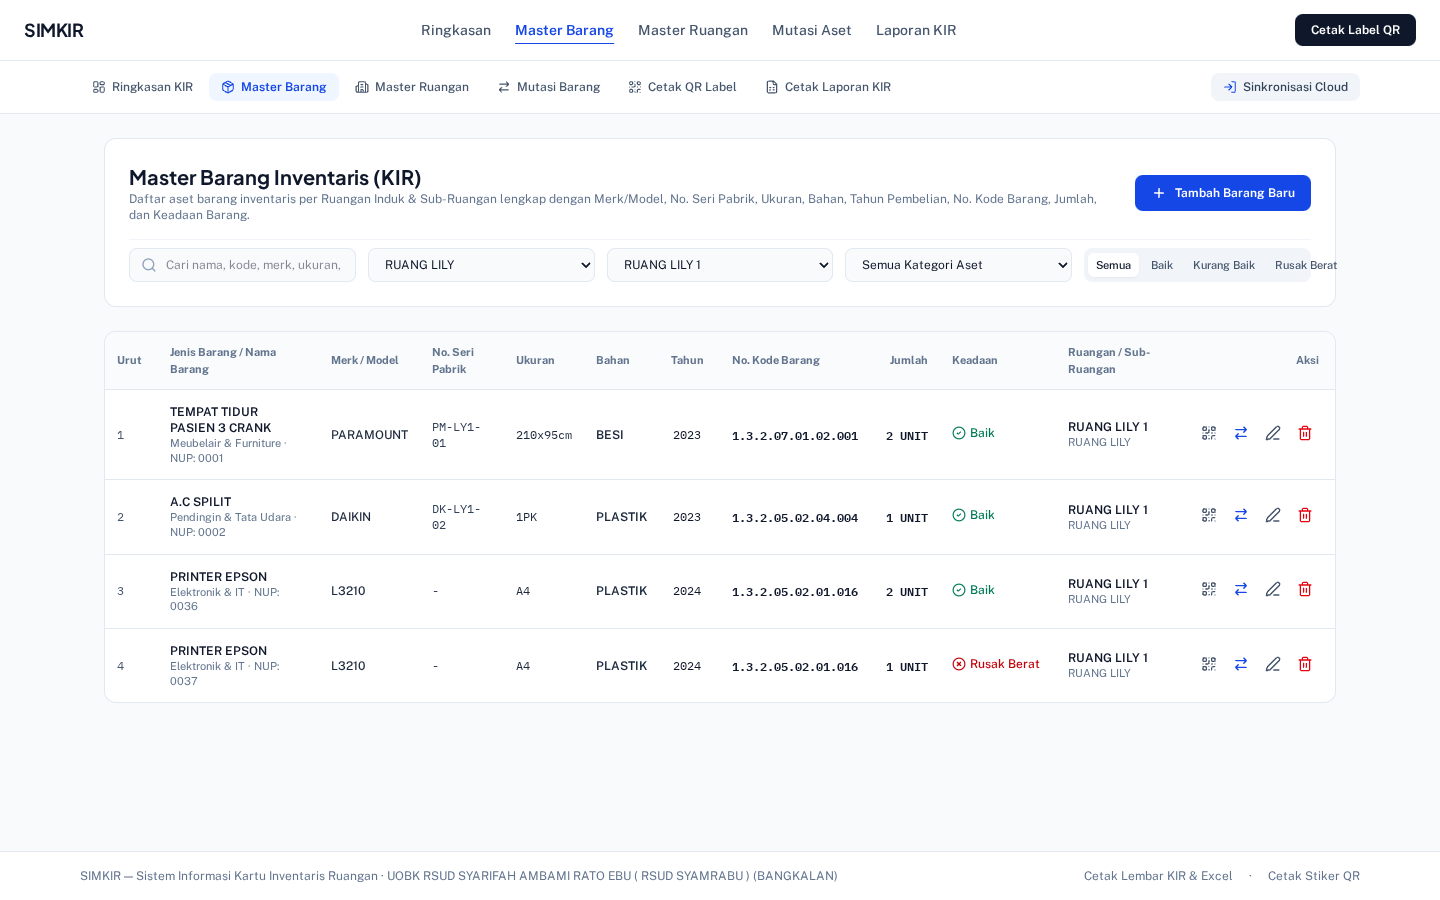 SIMKIR
Ringkasan
Master Barang
Master Ruangan
Mutasi Aset
Laporan KIR
Cetak Label QR
Ringkasan KIR
Master Barang
Master Ruangan
Mutasi Barang
Cetak QR Label
Cetak Laporan KIR
Sinkronisasi Cloud
Master Barang Inventaris (KIR)
Daftar aset barang inventaris per Ruangan Induk & Sub-Ruangan lengkap dengan Merk/Model, No. Seri Pabrik, Ukuran, Bahan, Tahun Pembelian, No. Kode Barang, Jumlah,
dan Keadaan Barang.
Tambah Barang Baru
Cari nama, kode, merk, ukuran,
RUANG LILY
RUANG LILY 1
Semua Kategori Aset
Semua
Baik
Kurang Baik
Rusak Berat
Urut
Jenis Barang / Nama
Barang
Merk / Model
No. Seri
Pabrik
Ukuran
Bahan
Tahun
No. Kode Barang
Jumlah
Keadaan
Ruangan / Sub-
Ruangan
Aksi
1
TEMPAT TIDUR
PASIEN 3 CRANK
Meubelair & Furniture ·
NUP: 0001
PARAMOUNT
PM-LY1-
01
210x95cm
BESI
2023
1.3.2.07.01.02.001
2 UNIT
Baik
RUANG LILY 1
RUANG LILY
2
A.C SPILIT
Pendingin & Tata Udara ·
NUP: 0002
DAIKIN
DK-LY1-
02
1PK
PLASTIK
2023
1.3.2.05.02.04.004
1 UNIT
Baik
RUANG LILY 1
RUANG LILY
3
PRINTER EPSON
Elektronik & IT · NUP:
0036
L3210
-
A4
PLASTIK
2024
1.3.2.05.02.01.016
2 UNIT
Baik
RUANG LILY 1
RUANG LILY
4
PRINTER EPSON
Elektronik & IT · NUP:
0037
L3210
-
A4
PLASTIK
2024
1.3.2.05.02.01.016
1 UNIT
Rusak Berat
RUANG LILY 1
RUANG LILY
SIMKIR — Sistem Informasi Kartu Inventaris Ruangan · UOBK RSUD SYARIFAH AMBAMI RATO EBU ( RSUD SYAMRABU ) (BANGKALAN)
Cetak Lembar KIR & Excel · Cetak Stiker QR